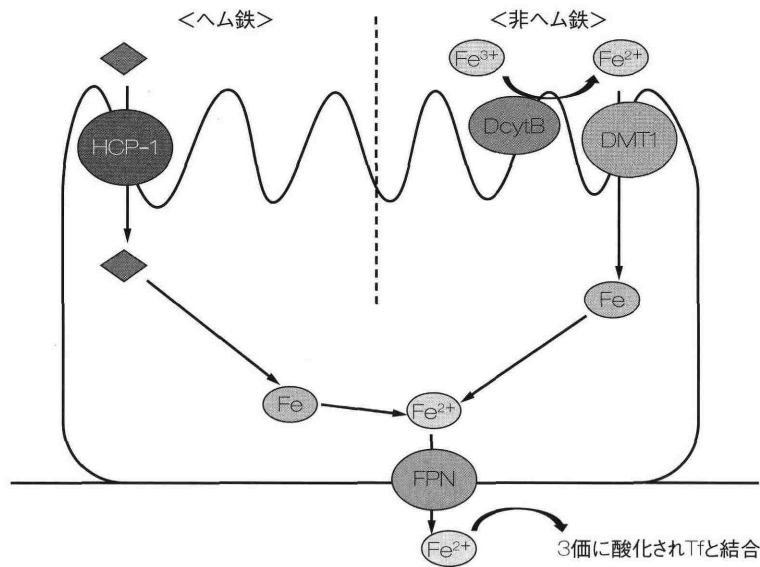 <ヘム鉄>
<非ヘム鉄>
Fe³⁺
Fe²⁺
HCP-1
DcytB
DMT1
Fe
Fe
Fe²⁺
FPN
Fe²⁺
3価に酸化されTfと結合